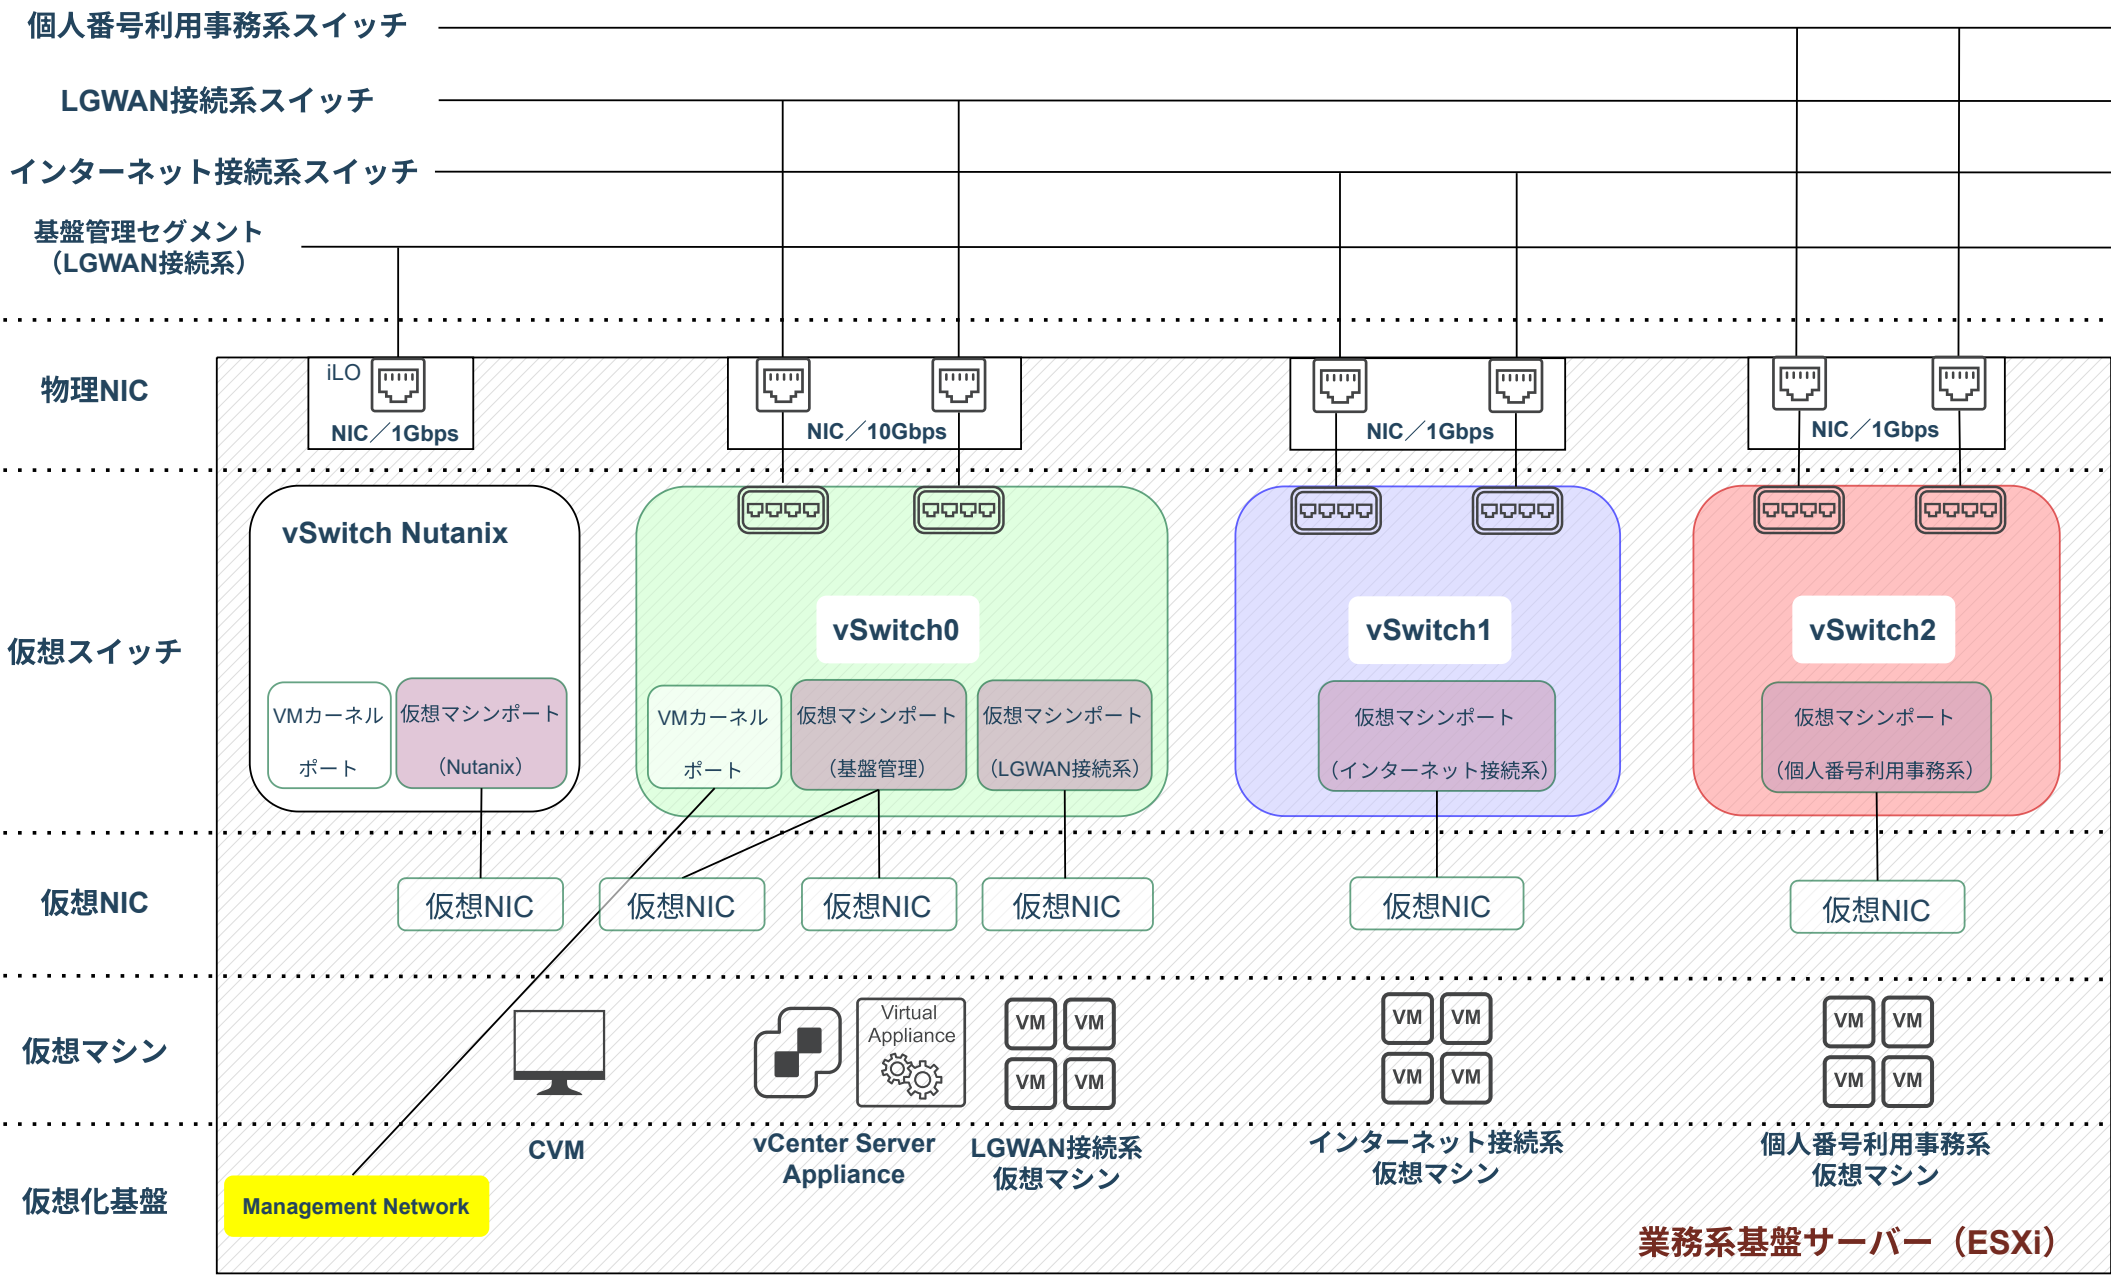 個人番号利用事務系スイッチ
LGWAN接続系スイッチ
インターネット接続系スイッチ
基盤管理セグメント
（LGWAN接続系）
物理NIC
iLO
NIC／1Gbps
NIC／10Gbps
NIC／1Gbps
NIC／1Gbps
仮想スイッチ
vSwitch Nutanix
VMカーネル
ポート
仮想マシンポート
（Nutanix）
vSwitch0
VMカーネル
ポート
仮想マシンポート
（基盤管理）
仮想マシンポート
（LGWAN接続系）
vSwitch1
仮想マシンポート
（インターネット接続系）
vSwitch2
仮想マシンポート
（個人番号利用事務系）
仮想NIC
仮想NIC
仮想NIC
仮想NIC
仮想NIC
仮想NIC
仮想NIC
仮想マシン
Virtual
Appliance
VM VM
VM VM
VM VM
VM VM
VM VM
VM VM
CVM
vCenter Server
Appliance
LGWAN接続系
仮想マシン
インターネット接続系
仮想マシン
個人番号利用事務系
仮想マシン
仮想化基盤
Management Network
業務系基盤サーバー（ESXi）